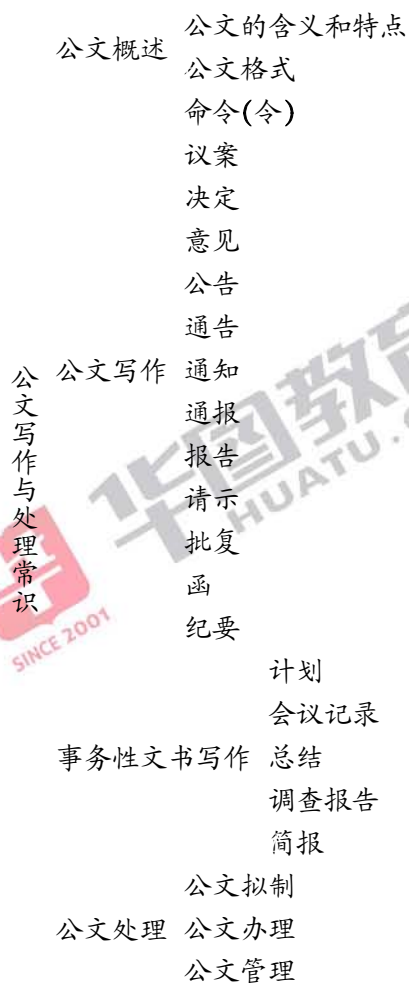 公文写作与处理常识
公文概述
公文的含义和特点
公文格式
公文写作
命令(令)
议案
决定
意见
公告
通告
通知
通报
报告
请示
批复
函
纪要
事务性文书写作
计划
会议记录
总结
调查报告
简报
公文处理
公文拟制
公文办理
公文管理
华图教育
HUATU.
SINCE 2001